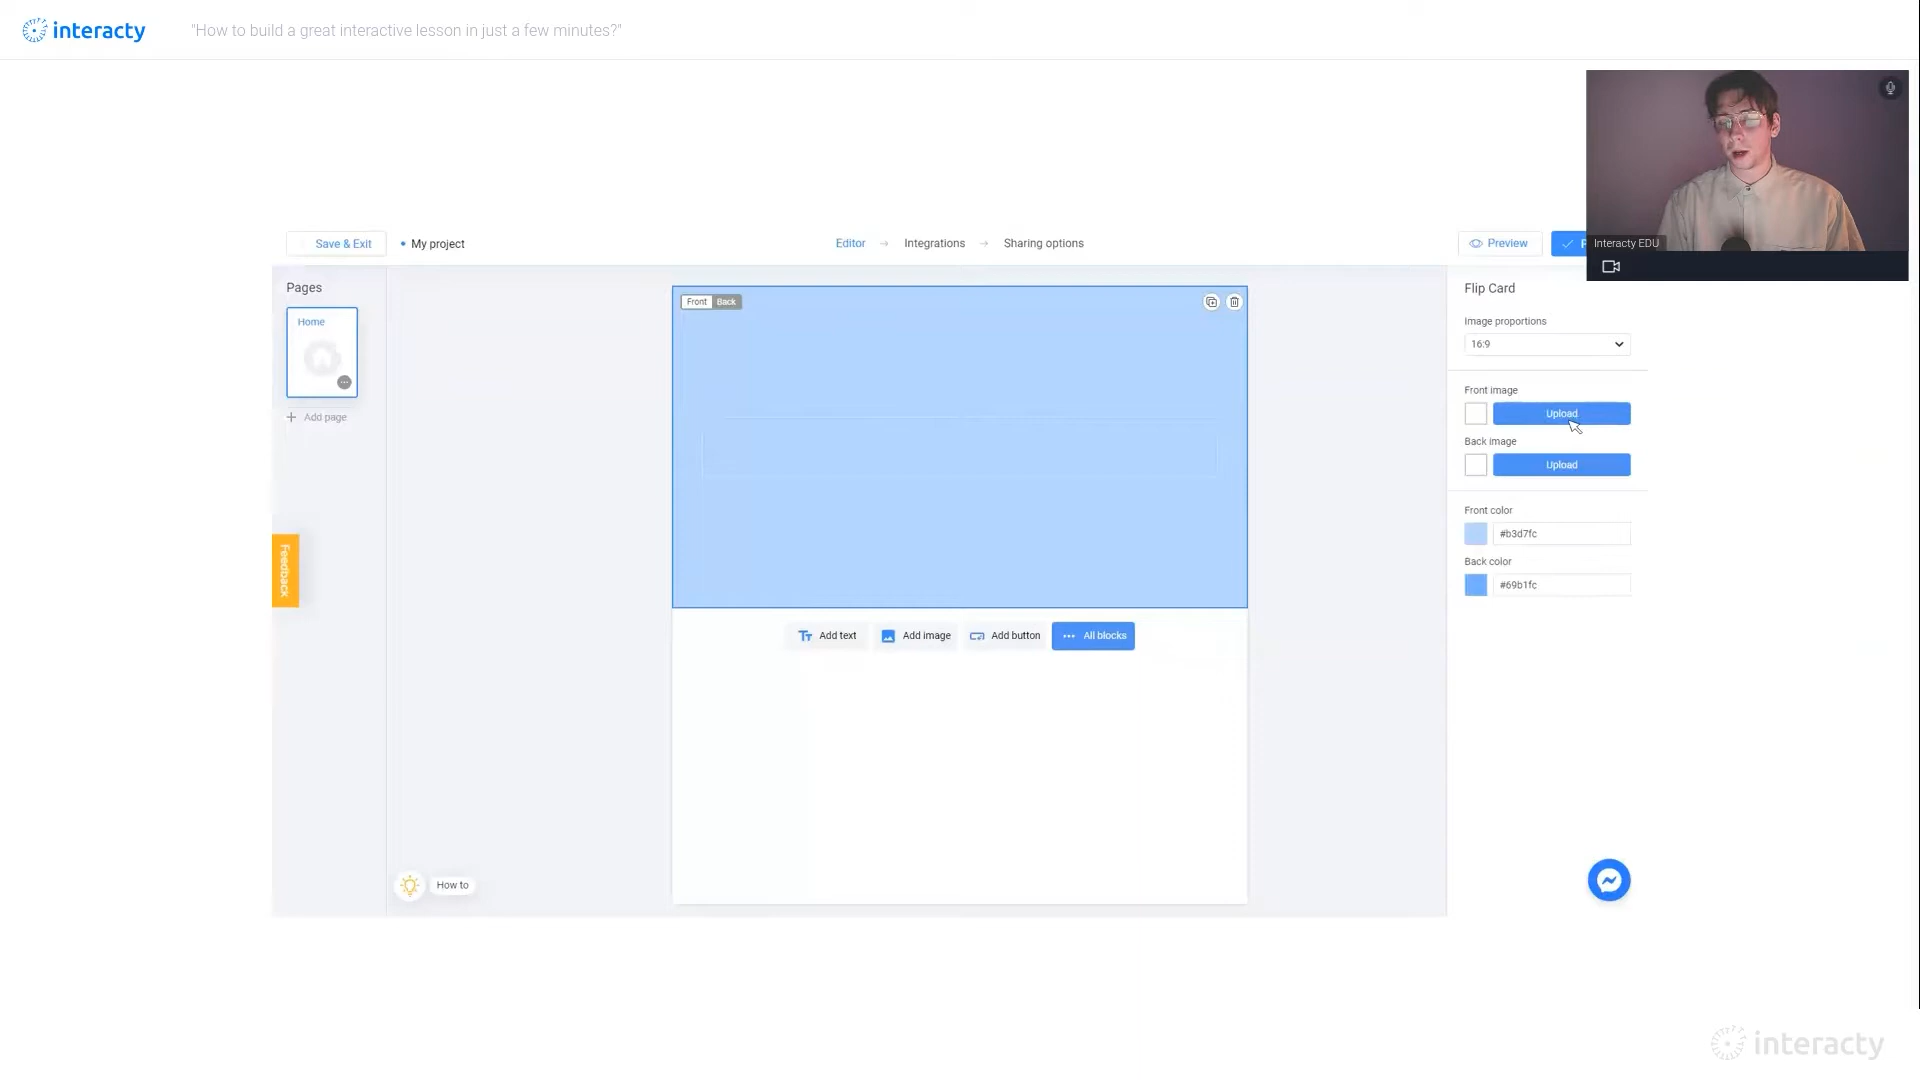 interacty
"How to build a great interactive lesson in just a few minutes?"
Interacty EDU
Save & Exit
My project
Editor
Integrations
Sharing options
Preview
Pages
Home
Add page
Feedback
Front
Back
Add text
Add image
Add button
All blocks
How to
Flip Card
Image proportions
16:9
Front image
Upload
Back image
Upload
Front color
#b3d7fc
Back color
#69b1fc
interacty